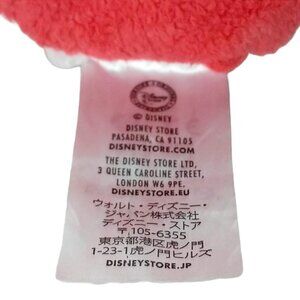 © DISNEY
DISNEY STORE
PASADENA, CA 91105
DISNEYSTORE.COM
THE DISNEY STORE LTD,
3 QUEEN CAROLINE STREET,
LONDON W6 9PE,
DISNEYSTORE.EU
ウォルト・ディズニー・
ジャパン株式会社
ディズニー・ストア
〒105-6355
東京都港区虎ノ門
1-23-1虎ノ門ヒルズ
DISNEYSTORE.JP